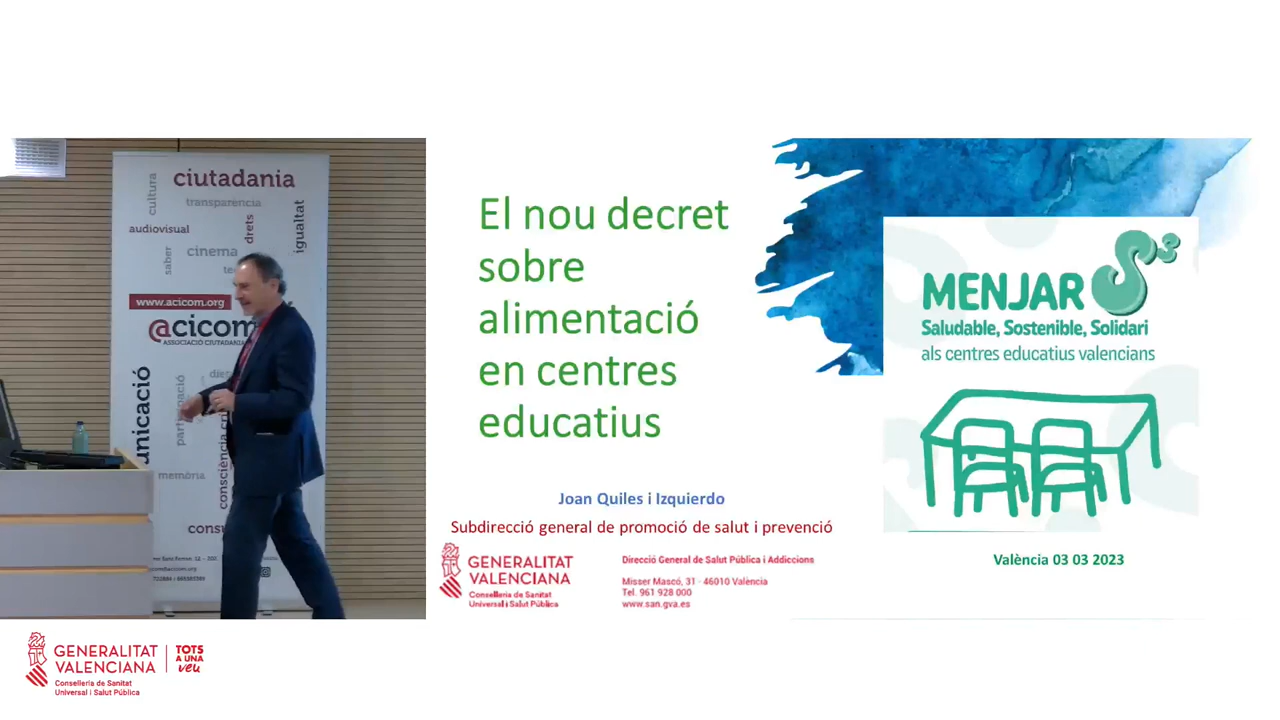 ciutadania
cultura
transparència
drets
igualtat
audiovisual
cinema
saber
www.acicom.org
@acicom
ASSOCIACIÓ CIUTADANIA
participació
memòria
El nou decret
sobre
alimentació
en centres
educatius
Joan Quiles i Izquierdo
Subdirecció general de promoció de salut i prevenció
GENERALITAT
VALENCIANA
Conselleria de Sanitat
Universal i Salut Pública
Direcció General de Salut Pública i Addiccions
Misser Mascó, 31 - 46010 València
Tel. 961 928 000
www.san.gva.es
MENJAR S3
Saludable, Sostenible, Solidari
als centres educatius valencians
València 03 03 2023
GENERALITAT
VALENCIANA
Conselleria de Sanitat
Universal i Salut Pública
TOTS
A UNA
veu